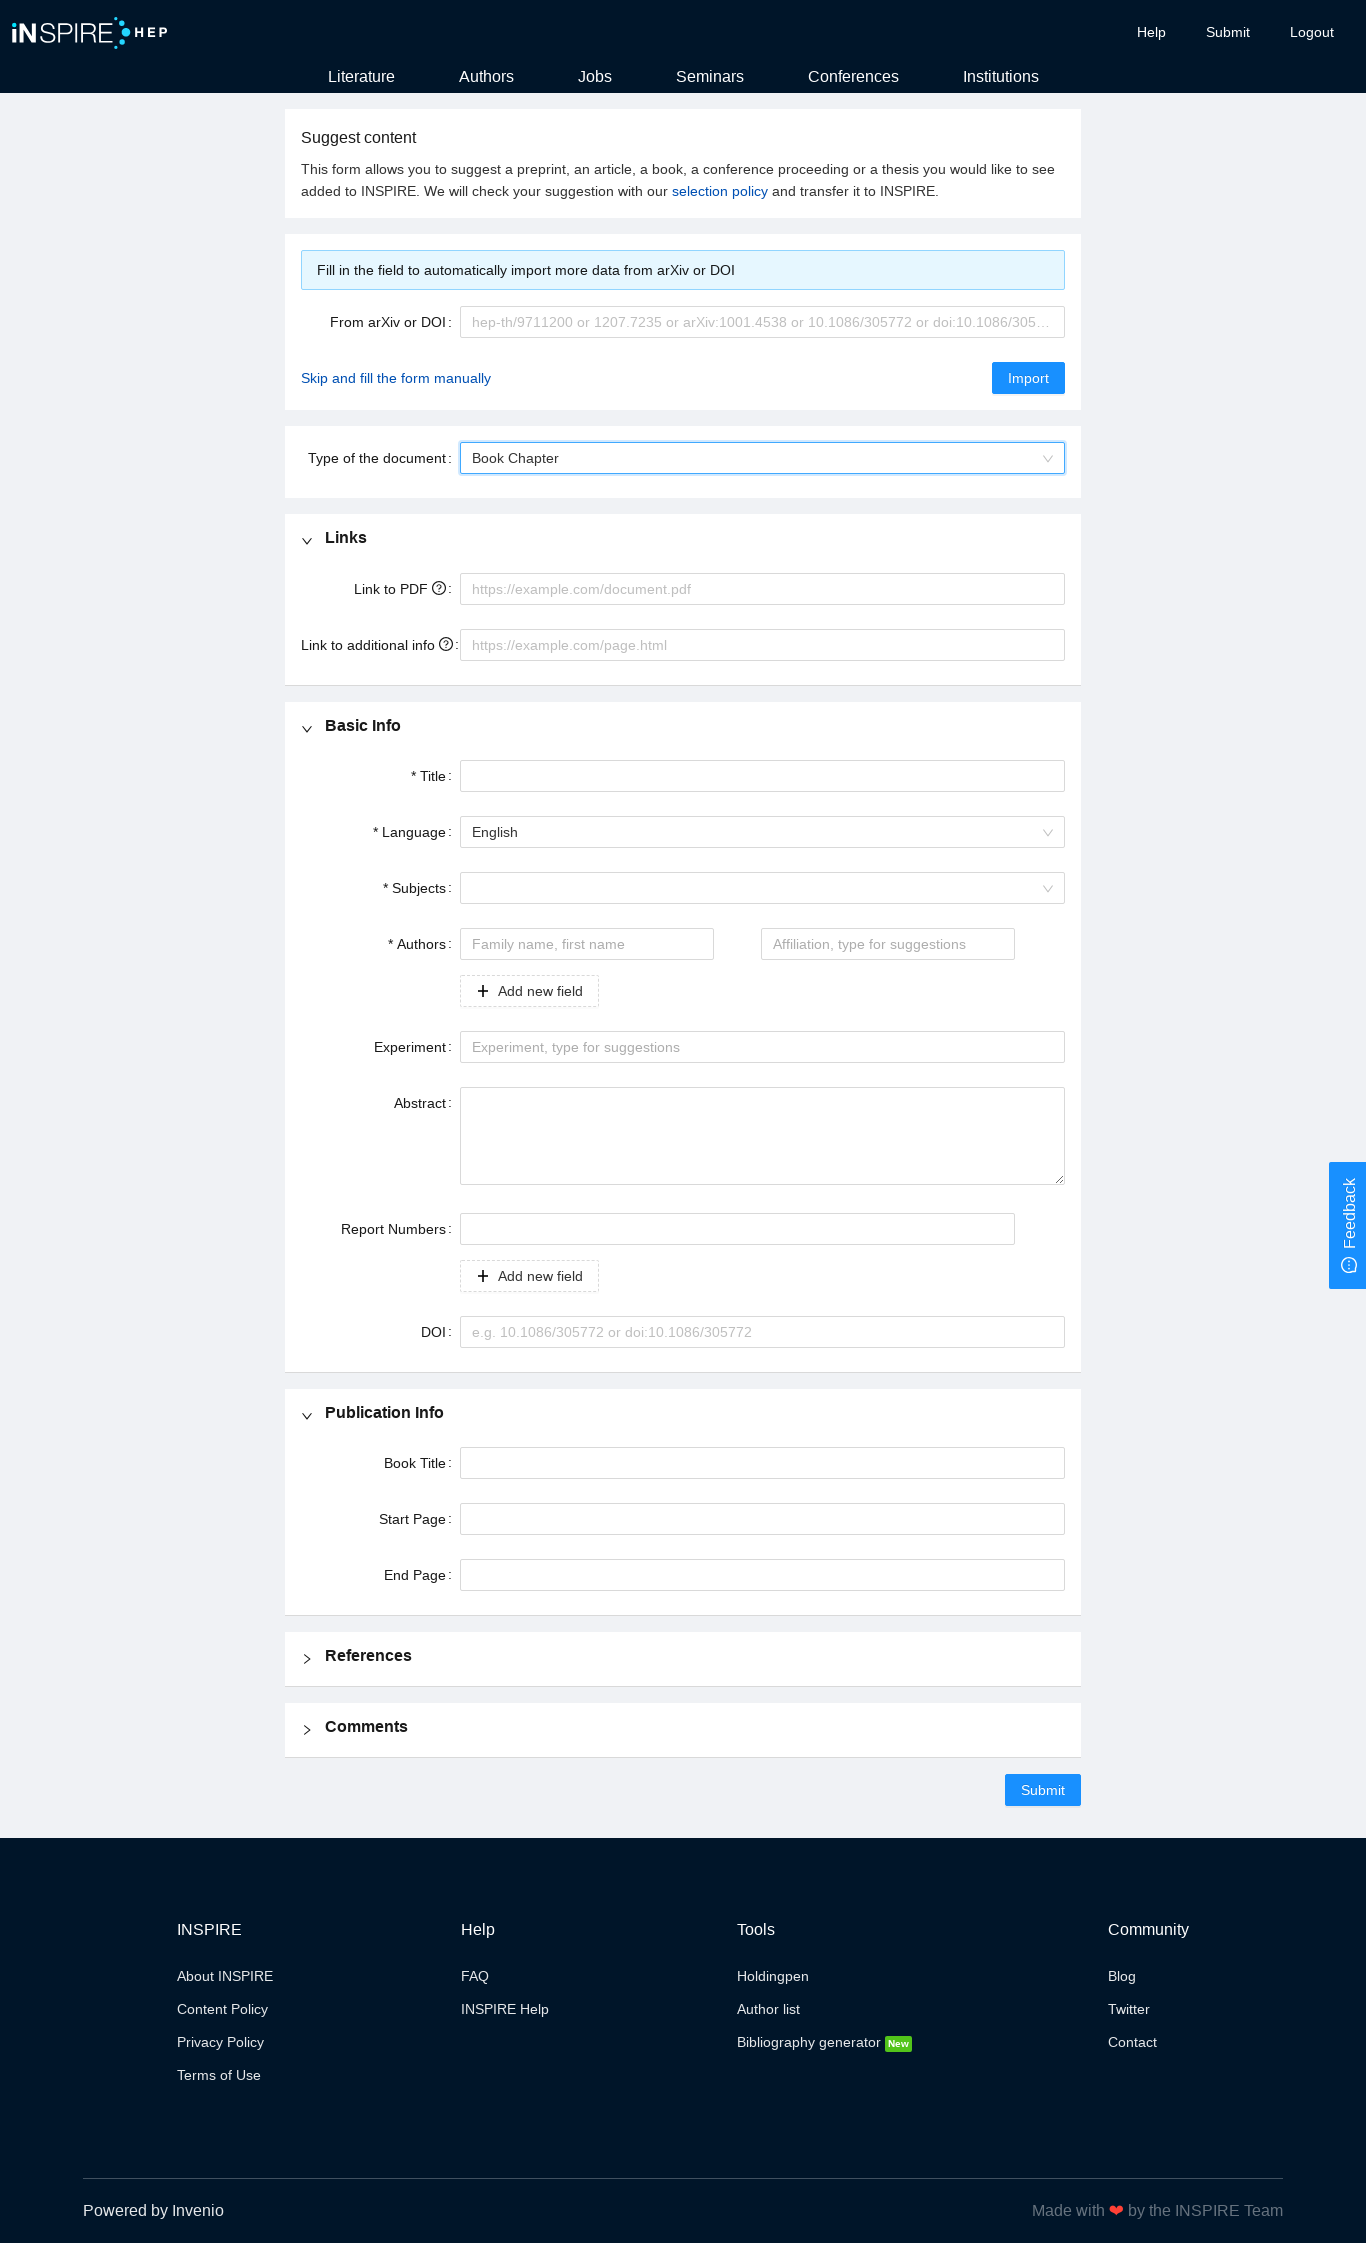 iNSPIRE HEP
Help Submit Logout
Literature Authors Jobs Seminars Conferences Institutions
Suggest content
This form allows you to suggest a preprint, an article, a book, a conference proceeding or a thesis you would like to see
added to INSPIRE. We will check your suggestion with our selection policy and transfer it to INSPIRE.
Fill in the field to automatically import more data from arXiv or DOI
From arXiv or DOI : hep-th/9711200 or 1207.7235 or arXiv:1001.4538 or 10.1086/305772 or doi:10.1086/305…
Skip and fill the form manually Import
Type of the document : Book Chapter
Links
Link to PDF : https://example.com/document.pdf
Link to additional info : https://example.com/page.html
Basic Info
* Title :
* Language : English
* Subjects :
* Authors : Family name, first name Affiliation, type for suggestions
+ Add new field
Experiment : Experiment, type for suggestions
Abstract :
Report Numbers :
+ Add new field
DOI : e.g. 10.1086/305772 or doi:10.1086/305772
Feedback
Publication Info
Book Title :
Start Page :
End Page :
References
Comments
Submit
INSPIRE Help Tools Community
About INSPIRE FAQ Holdingpen Blog
Content Policy INSPIRE Help Author list Twitter
Privacy Policy Bibliography generator New Contact
Terms of Use
Powered by Invenio Made with ❤ by the INSPIRE Team